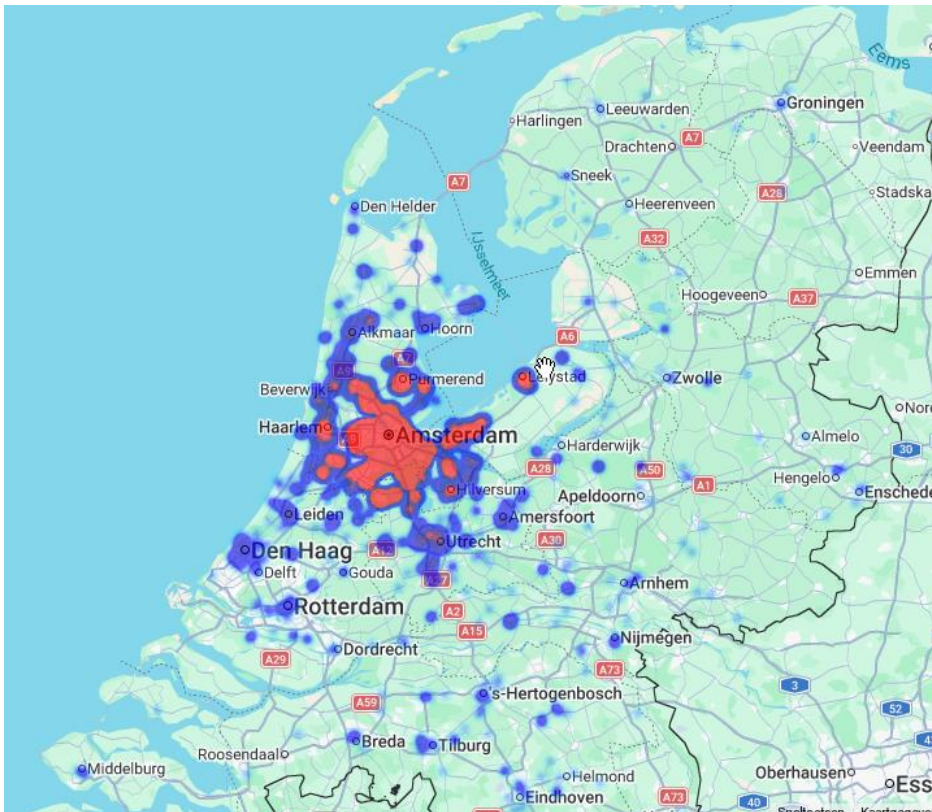 Eems
Groningen
Leeuwarden
Harlingen
A7
Drachten
Veendam
A7
Sneek
A28
Stadska
Den Helder
Heerenveen
A32
IJsselmeer
Emmen
Hoogeveen
A37
Alkmaar
Hoorn
A6
A7
A9
Purmerend
Lelystad
Zwolle
Beverwijk
Haarlem
A9
Amsterdam
Almelo
Harderwijk
30
A28
A50
Hengelo
A1
Hilversum
Apeldoorn
Enschede
Leiden
Amersfoort
Den Haag
A12
Utrecht
A30
Delft
Gouda
A27
Arnhem
Rotterdam
A2
A15
Nijmegen
Dordrecht
A29
A73
3
's-Hertogenbosch
A59
52
Breda
Tilburg
Roosendaal
Middelburg
Helmond
Oberhausen
Ess
Eindhoven
A73
40